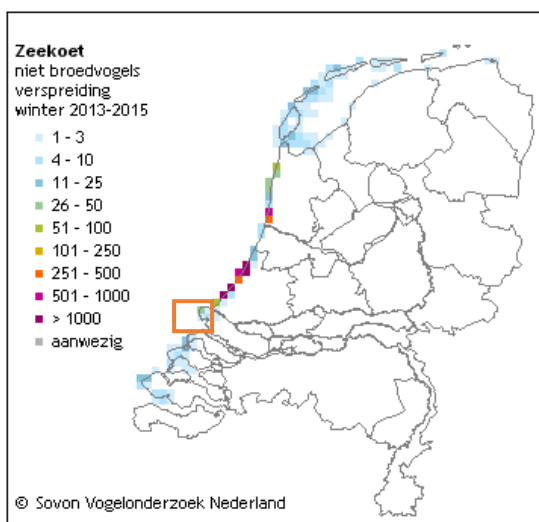 Zeekoet
niet broedvogels
verspreiding
winter 2013-2015
1 - 3
4 - 10
11 - 25
26 - 50
51 - 100
101 - 250
251 - 500
501 - 1000
> 1000
aanwezig
© Sovon Vogelonderzoek Nederland